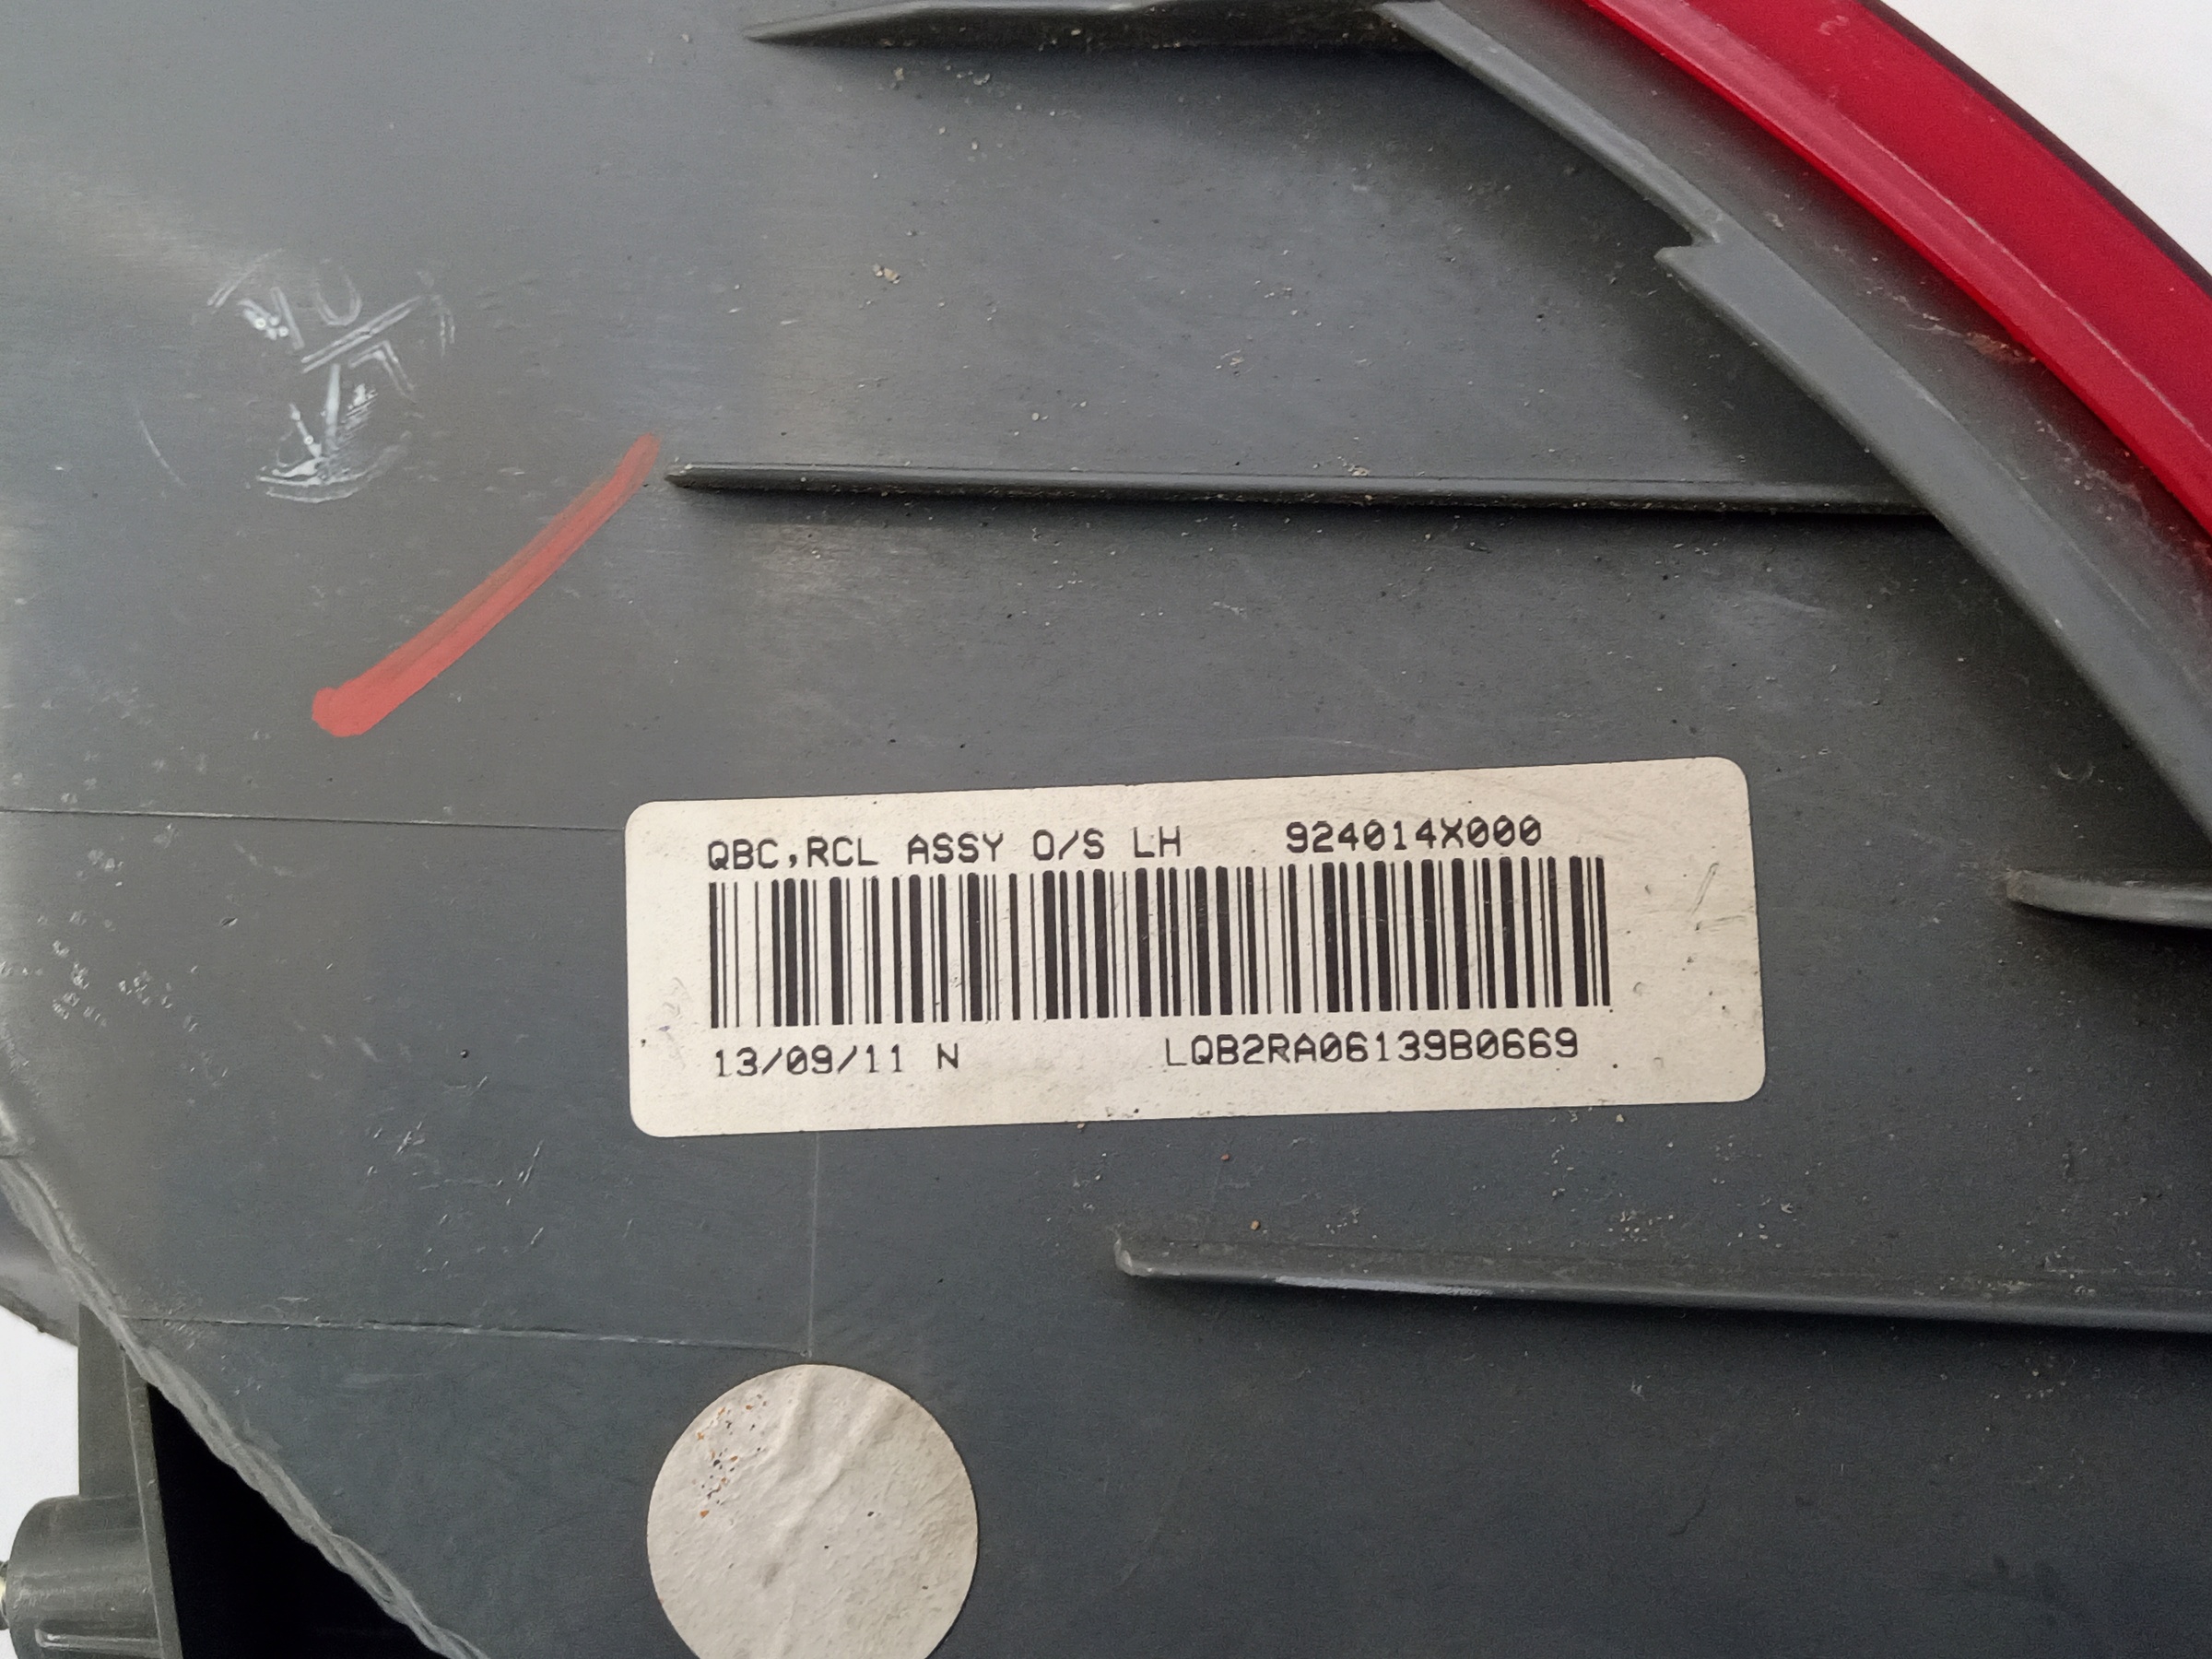 QBC,RCL ASSY O/S LH 924014X000
13/09/11 N LQB2RA06139B0669